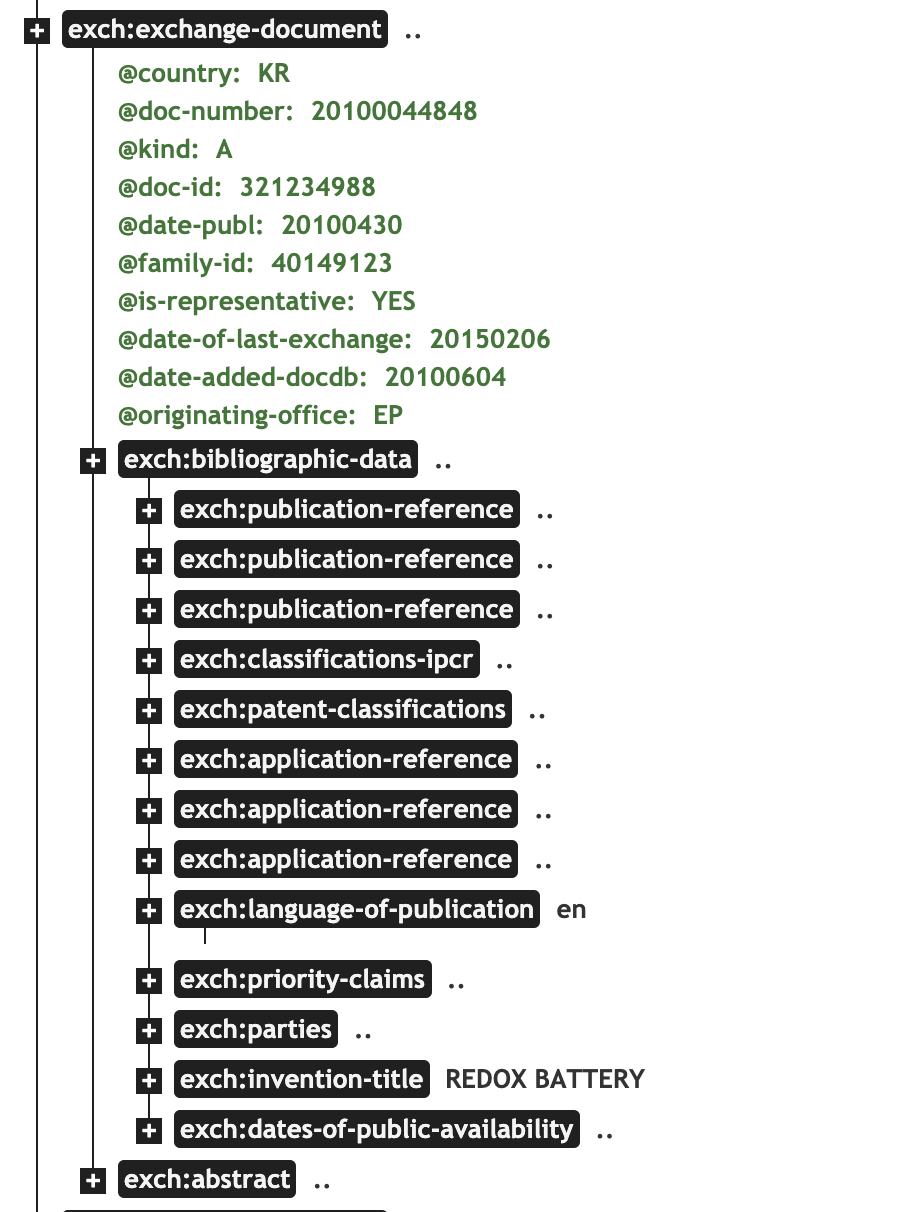 + exch:exchange-document ..
@country: KR
@doc-number: 20100044848
@kind: A
@doc-id: 321234988
@date-publ: 20100430
@family-id: 40149123
@is-representative: YES
@date-of-last-exchange: 20150206
@date-added-docdb: 20100604
@originating-office: EP
+ exch:bibliographic-data ..
+ exch:publication-reference ..
+ exch:publication-reference ..
+ exch:publication-reference ..
+ exch:classifications-ipcr ..
+ exch:patent-classifications ..
+ exch:application-reference ..
+ exch:application-reference ..
+ exch:application-reference ..
+ exch:language-of-publication en
+ exch:priority-claims ..
+ exch:parties ..
+ exch:invention-title REDOX BATTERY
+ exch:dates-of-public-availability ..
+ exch:abstract ..